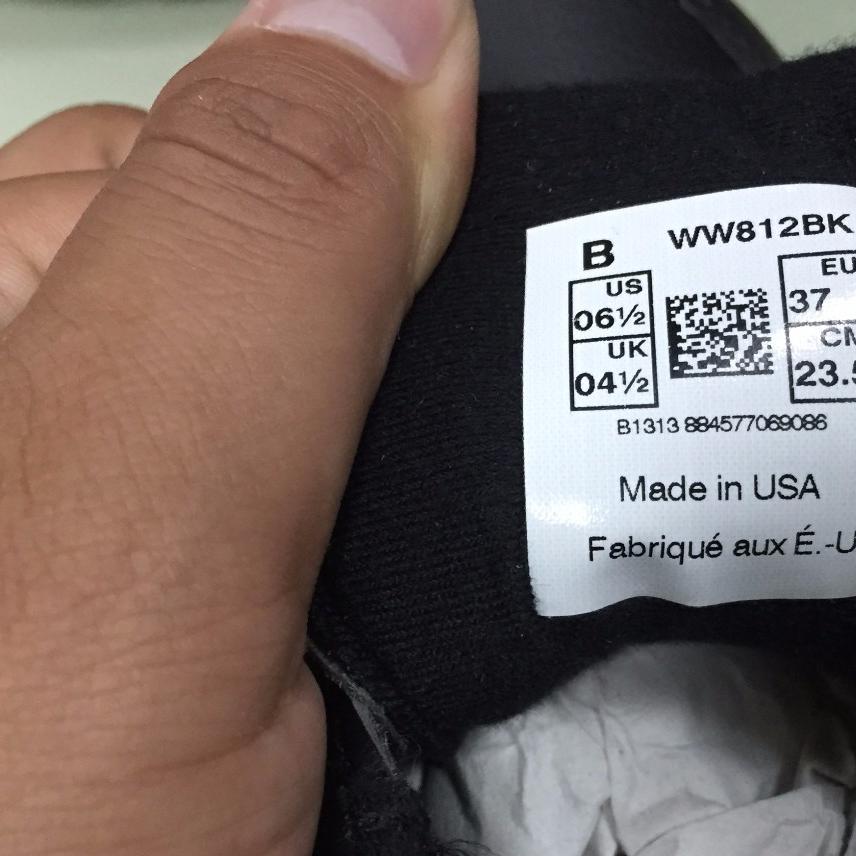 B WW812BK
US EU
06½ 37
UK CM
04½ 23.5
B1313 884577069086
Made in USA
Fabriqué aux É.-U